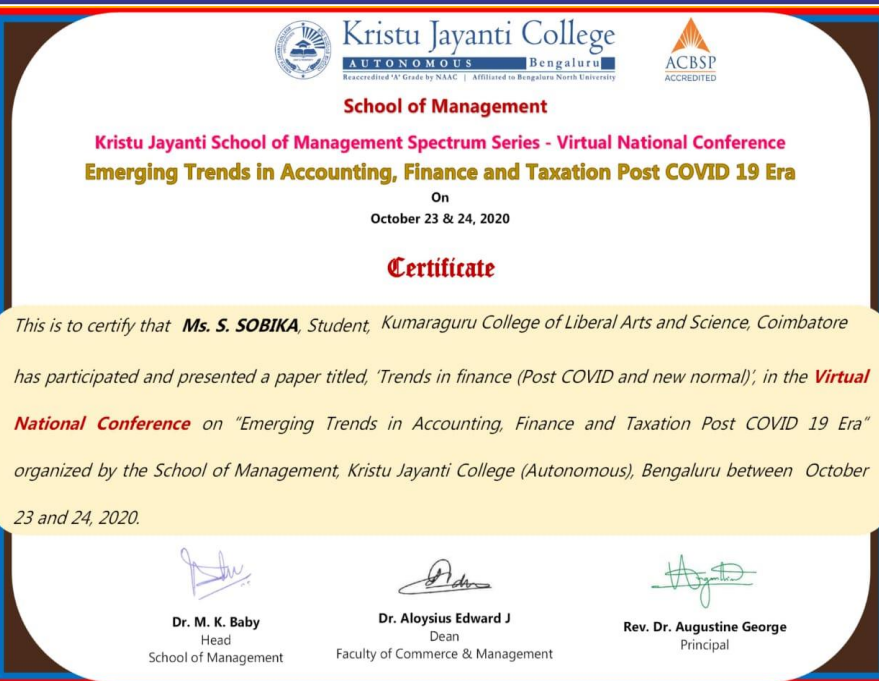 Kristu Jayanti College
AUTONOMOUS Bengaluru
Reaccredited 'A' Grade by NAAC | Affiliated to Bengaluru North University
ACBSP
ACCREDITED
School of Management
Kristu Jayanti School of Management Spectrum Series - Virtual National Conference
Emerging Trends in Accounting, Finance and Taxation Post COVID 19 Era
On
October 23 & 24, 2020
Certificate
This is to certify that Ms. S. SOBIKA, Student, Kumaraguru College of Liberal Arts and Science, Coimbatore
has participated and presented a paper titled, 'Trends in finance (Post COVID and new normal)', in the Virtual
National Conference on "Emerging Trends in Accounting, Finance and Taxation Post COVID 19 Era"
organized by the School of Management, Kristu Jayanti College (Autonomous), Bengaluru between October
23 and 24, 2020.
Dr. M. K. Baby
Head
School of Management
Dr. Aloysius Edward J
Dean
Faculty of Commerce & Management
Rev. Dr. Augustine George
Principal